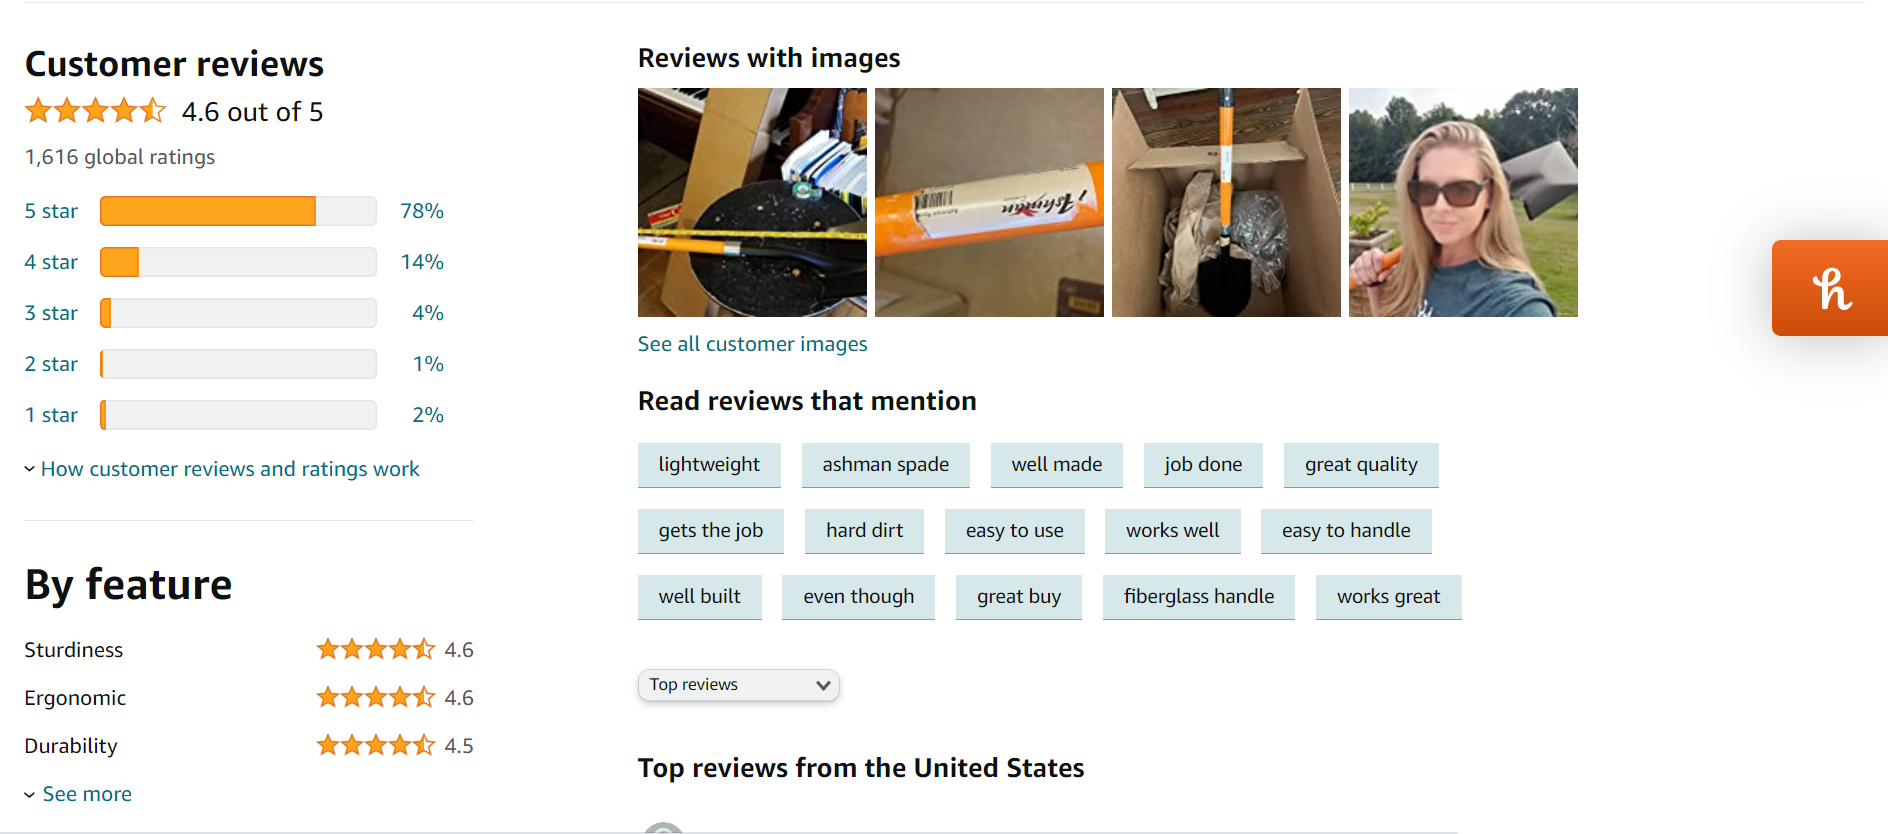 Customer reviews
4.6 out of 5
1,616 global ratings
5 star 78%
4 star 14%
3 star 4%
2 star 1%
1 star 2%
How customer reviews and ratings work
By feature
Sturdiness 4.6
Ergonomic 4.6
Durability 4.5
See more
Reviews with images
Ashman
See all customer images
Read reviews that mention
lightweight ashman spade well made job done great quality
gets the job hard dirt easy to use works well easy to handle
well built even though great buy fiberglass handle works great
Top reviews
Top reviews from the United States
h